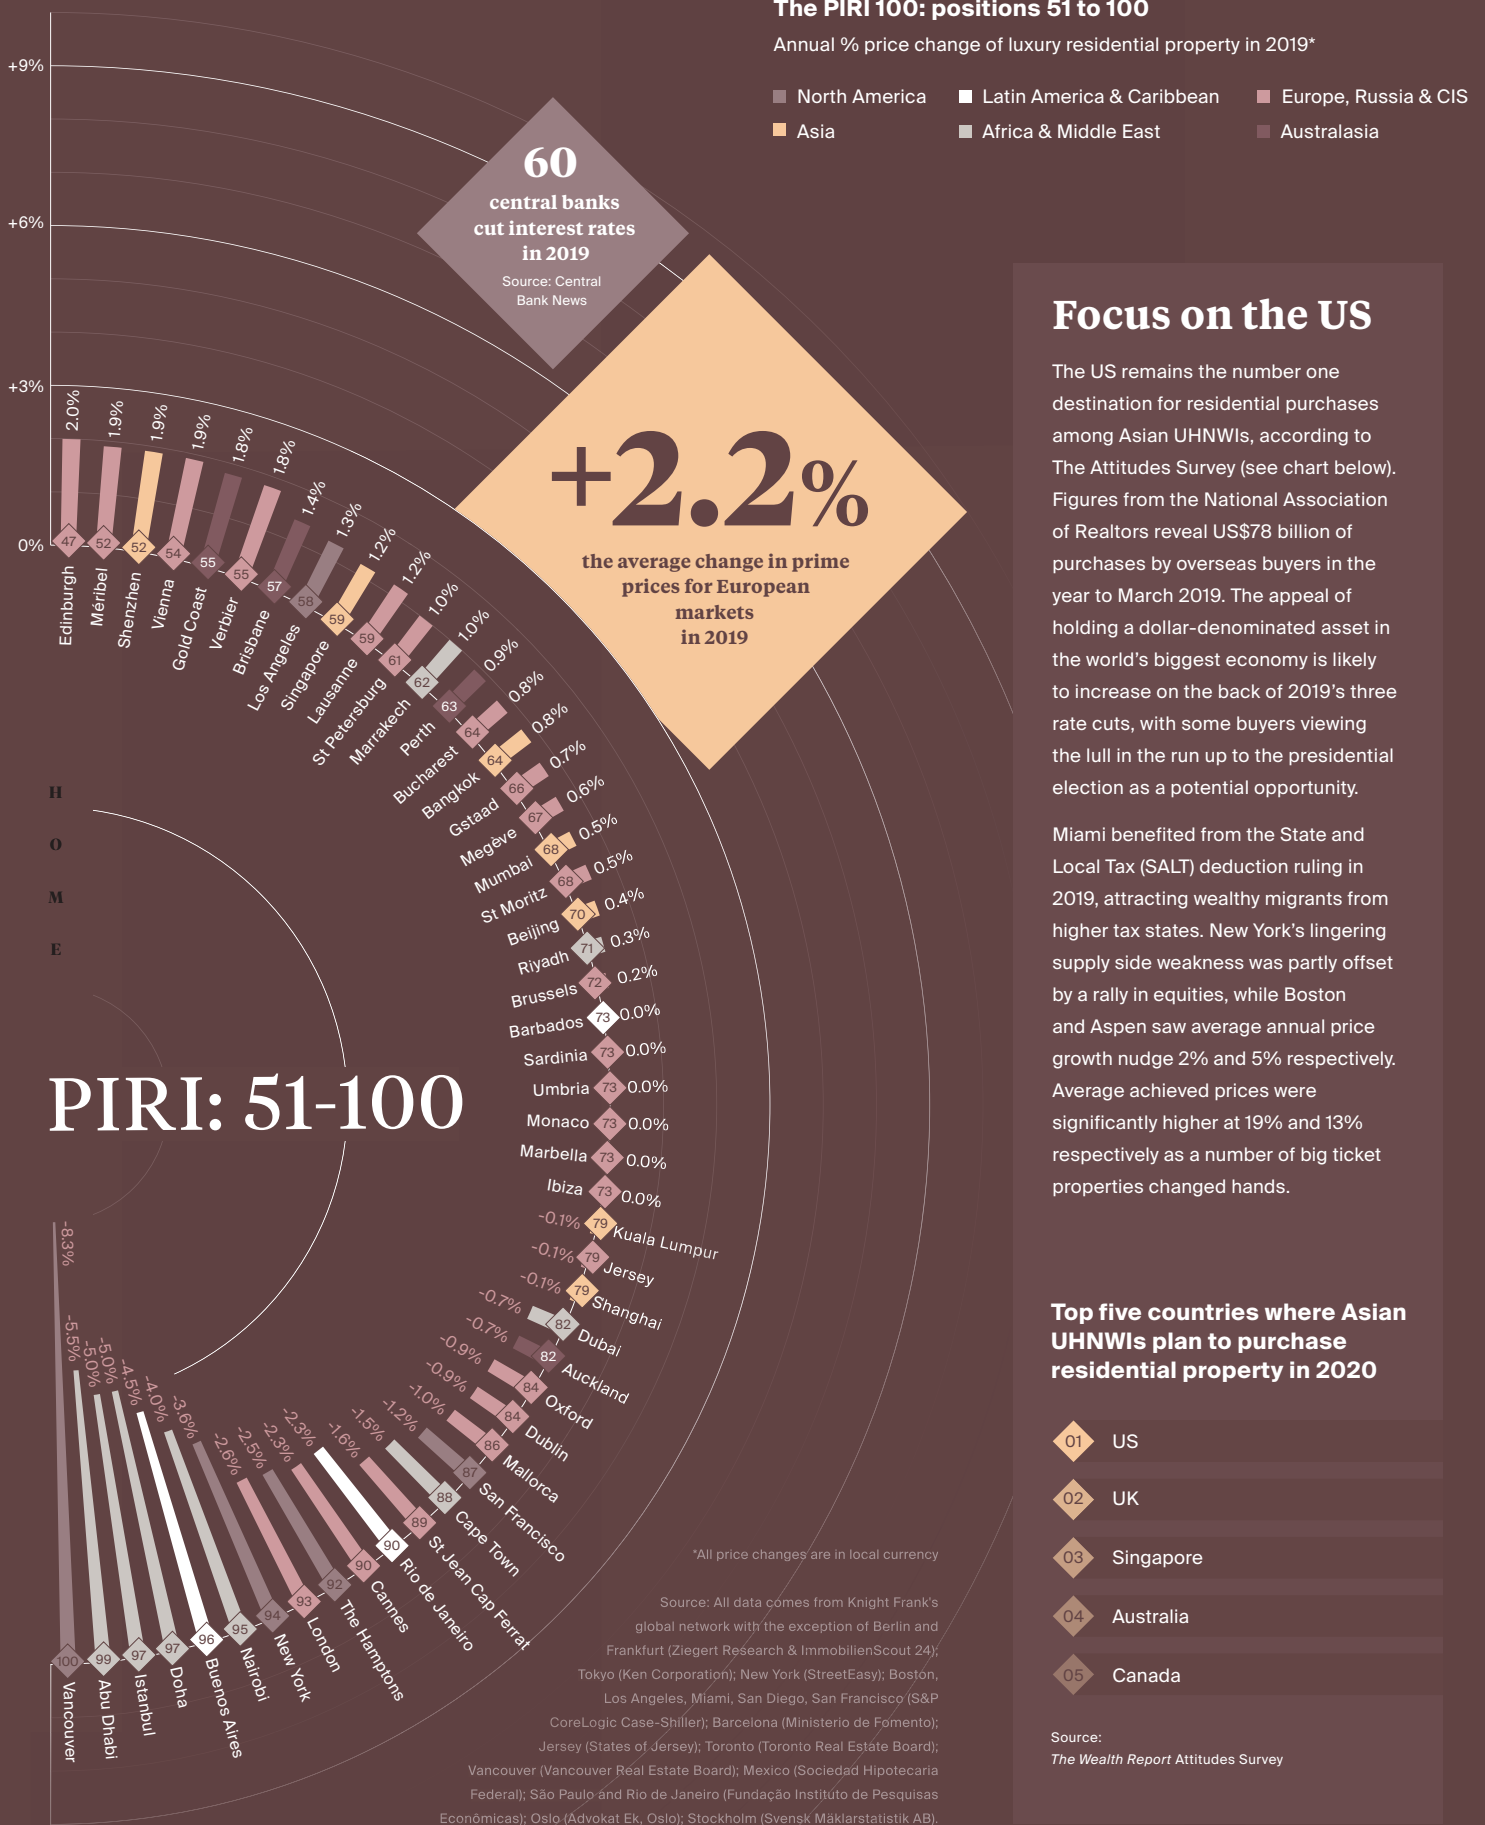 The PIRI 100: positions 51 to 100
Annual % price change of luxury residential property in 2019*
North America
Latin America & Caribbean
Europe, Russia & CIS
Asia
Africa & Middle East
Australasia
+9%
+6%
+3%
0%
60
central banks
cut interest rates
in 2019
Source: Central
Bank News
+2.2%
the average change in prime
prices for European
markets
in 2019
2.0% 47 Edinburgh
1.9% 52 Méribel
1.9% 52 Shenzhen
1.9% 54 Vienna
1.8% 55 Gold Coast
1.8% 55 Verbier
1.4% 57 Brisbane
1.3% 58 Los Angeles
1.2% 59 Singapore
1.2% 59 Lausanne
1.0% 61 St Petersburg
1.0% 62 Marrakech
0.9% 63 Perth
0.8% 64 Bucharest
0.8% 64 Bangkok
0.7% 66 Gstaad
0.6% 67 Megève
0.5% 68 Mumbai
0.5% 68 St Moritz
0.4% 70 Beijing
0.3% 71 Riyadh
0.2% 72 Brussels
0.0% 73 Barbados
0.0% 73 Sardinia
0.0% 73 Umbria
0.0% 73 Monaco
0.0% 73 Marbella
0.0% 73 Ibiza
-0.1% 79 Kuala Lumpur
-0.1% 79 Jersey
-0.1% 79 Shanghai
-0.7% 82 Dubai
-0.7% 82 Auckland
-0.9% 84 Oxford
-0.9% 84 Dublin
-1.0% 86 Mallorca
-1.2% 87 San Francisco
-1.5% 88 Cape Town
-1.6% 89 St Jean Cap Ferrat
-2.3% 90 Rio de Janeiro
-2.3% 90 Cannes
-2.5% 92 The Hamptons
-2.6% 93 London
-3.6% 94 New York
-4.0% 95 Nairobi
-4.5% 96 Buenos Aires
-5.0% 97 Doha
-5.0% 97 Istanbul
-5.5% 99 Abu Dhabi
-8.3% 100 Vancouver
H
O
M
E
PIRI: 51-100
*All price changes are in local currency
Source: All data comes from Knight Frank's
global network with the exception of Berlin and
Frankfurt (Ziegert Research & ImmobilienScout 24);
Tokyo (Ken Corporation); New York (StreetEasy); Boston,
Los Angeles, Miami, San Diego, San Francisco (S&P
CoreLogic Case-Shiller); Barcelona (Ministerio de Fomento);
Jersey (States of Jersey); Toronto (Toronto Real Estate Board);
Vancouver (Vancouver Real Estate Board); Mexico (Sociedad Hipotecaria
Federal); São Paulo and Rio de Janeiro (Fundação Instituto de Pesquisas
Econômicas); Oslo (Advokat Ek, Oslo); Stockholm (Svensk Mäklarstatistik AB).
Focus on the US
The US remains the number one
destination for residential purchases
among Asian UHNWIs, according to
The Attitudes Survey (see chart below).
Figures from the National Association
of Realtors reveal US$78 billion of
purchases by overseas buyers in the
year to March 2019. The appeal of
holding a dollar-denominated asset in
the world's biggest economy is likely
to increase on the back of 2019's three
rate cuts, with some buyers viewing
the lull in the run up to the presidential
election as a potential opportunity.
Miami benefited from the State and
Local Tax (SALT) deduction ruling in
2019, attracting wealthy migrants from
higher tax states. New York's lingering
supply side weakness was partly offset
by a rally in equities, while Boston
and Aspen saw average annual price
growth nudge 2% and 5% respectively.
Average achieved prices were
significantly higher at 19% and 13%
respectively as a number of big ticket
properties changed hands.
Top five countries where Asian
UHNWIs plan to purchase
residential property in 2020
01 US
02 UK
03 Singapore
04 Australia
05 Canada
Source:
The Wealth Report Attitudes Survey